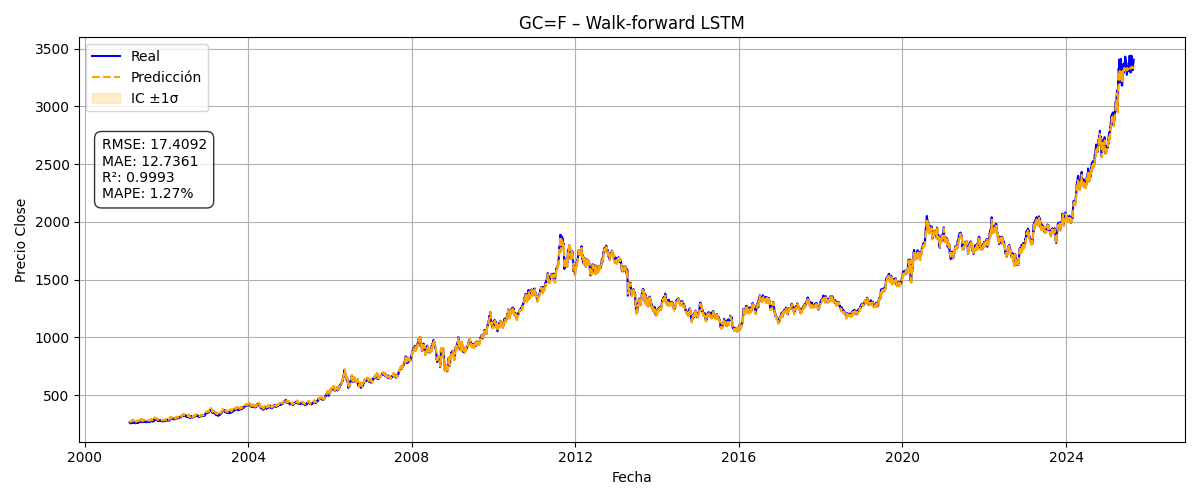 GC=F – Walk-forward LSTM
Real
Predicción
IC ±1σ
RMSE: 17.4092
MAE: 12.7361
R²: 0.9993
MAPE: 1.27%
Precio Close
3500
3000
2500
2000
1500
1000
500
2000
2004
2008
2012
2016
2020
2024
Fecha